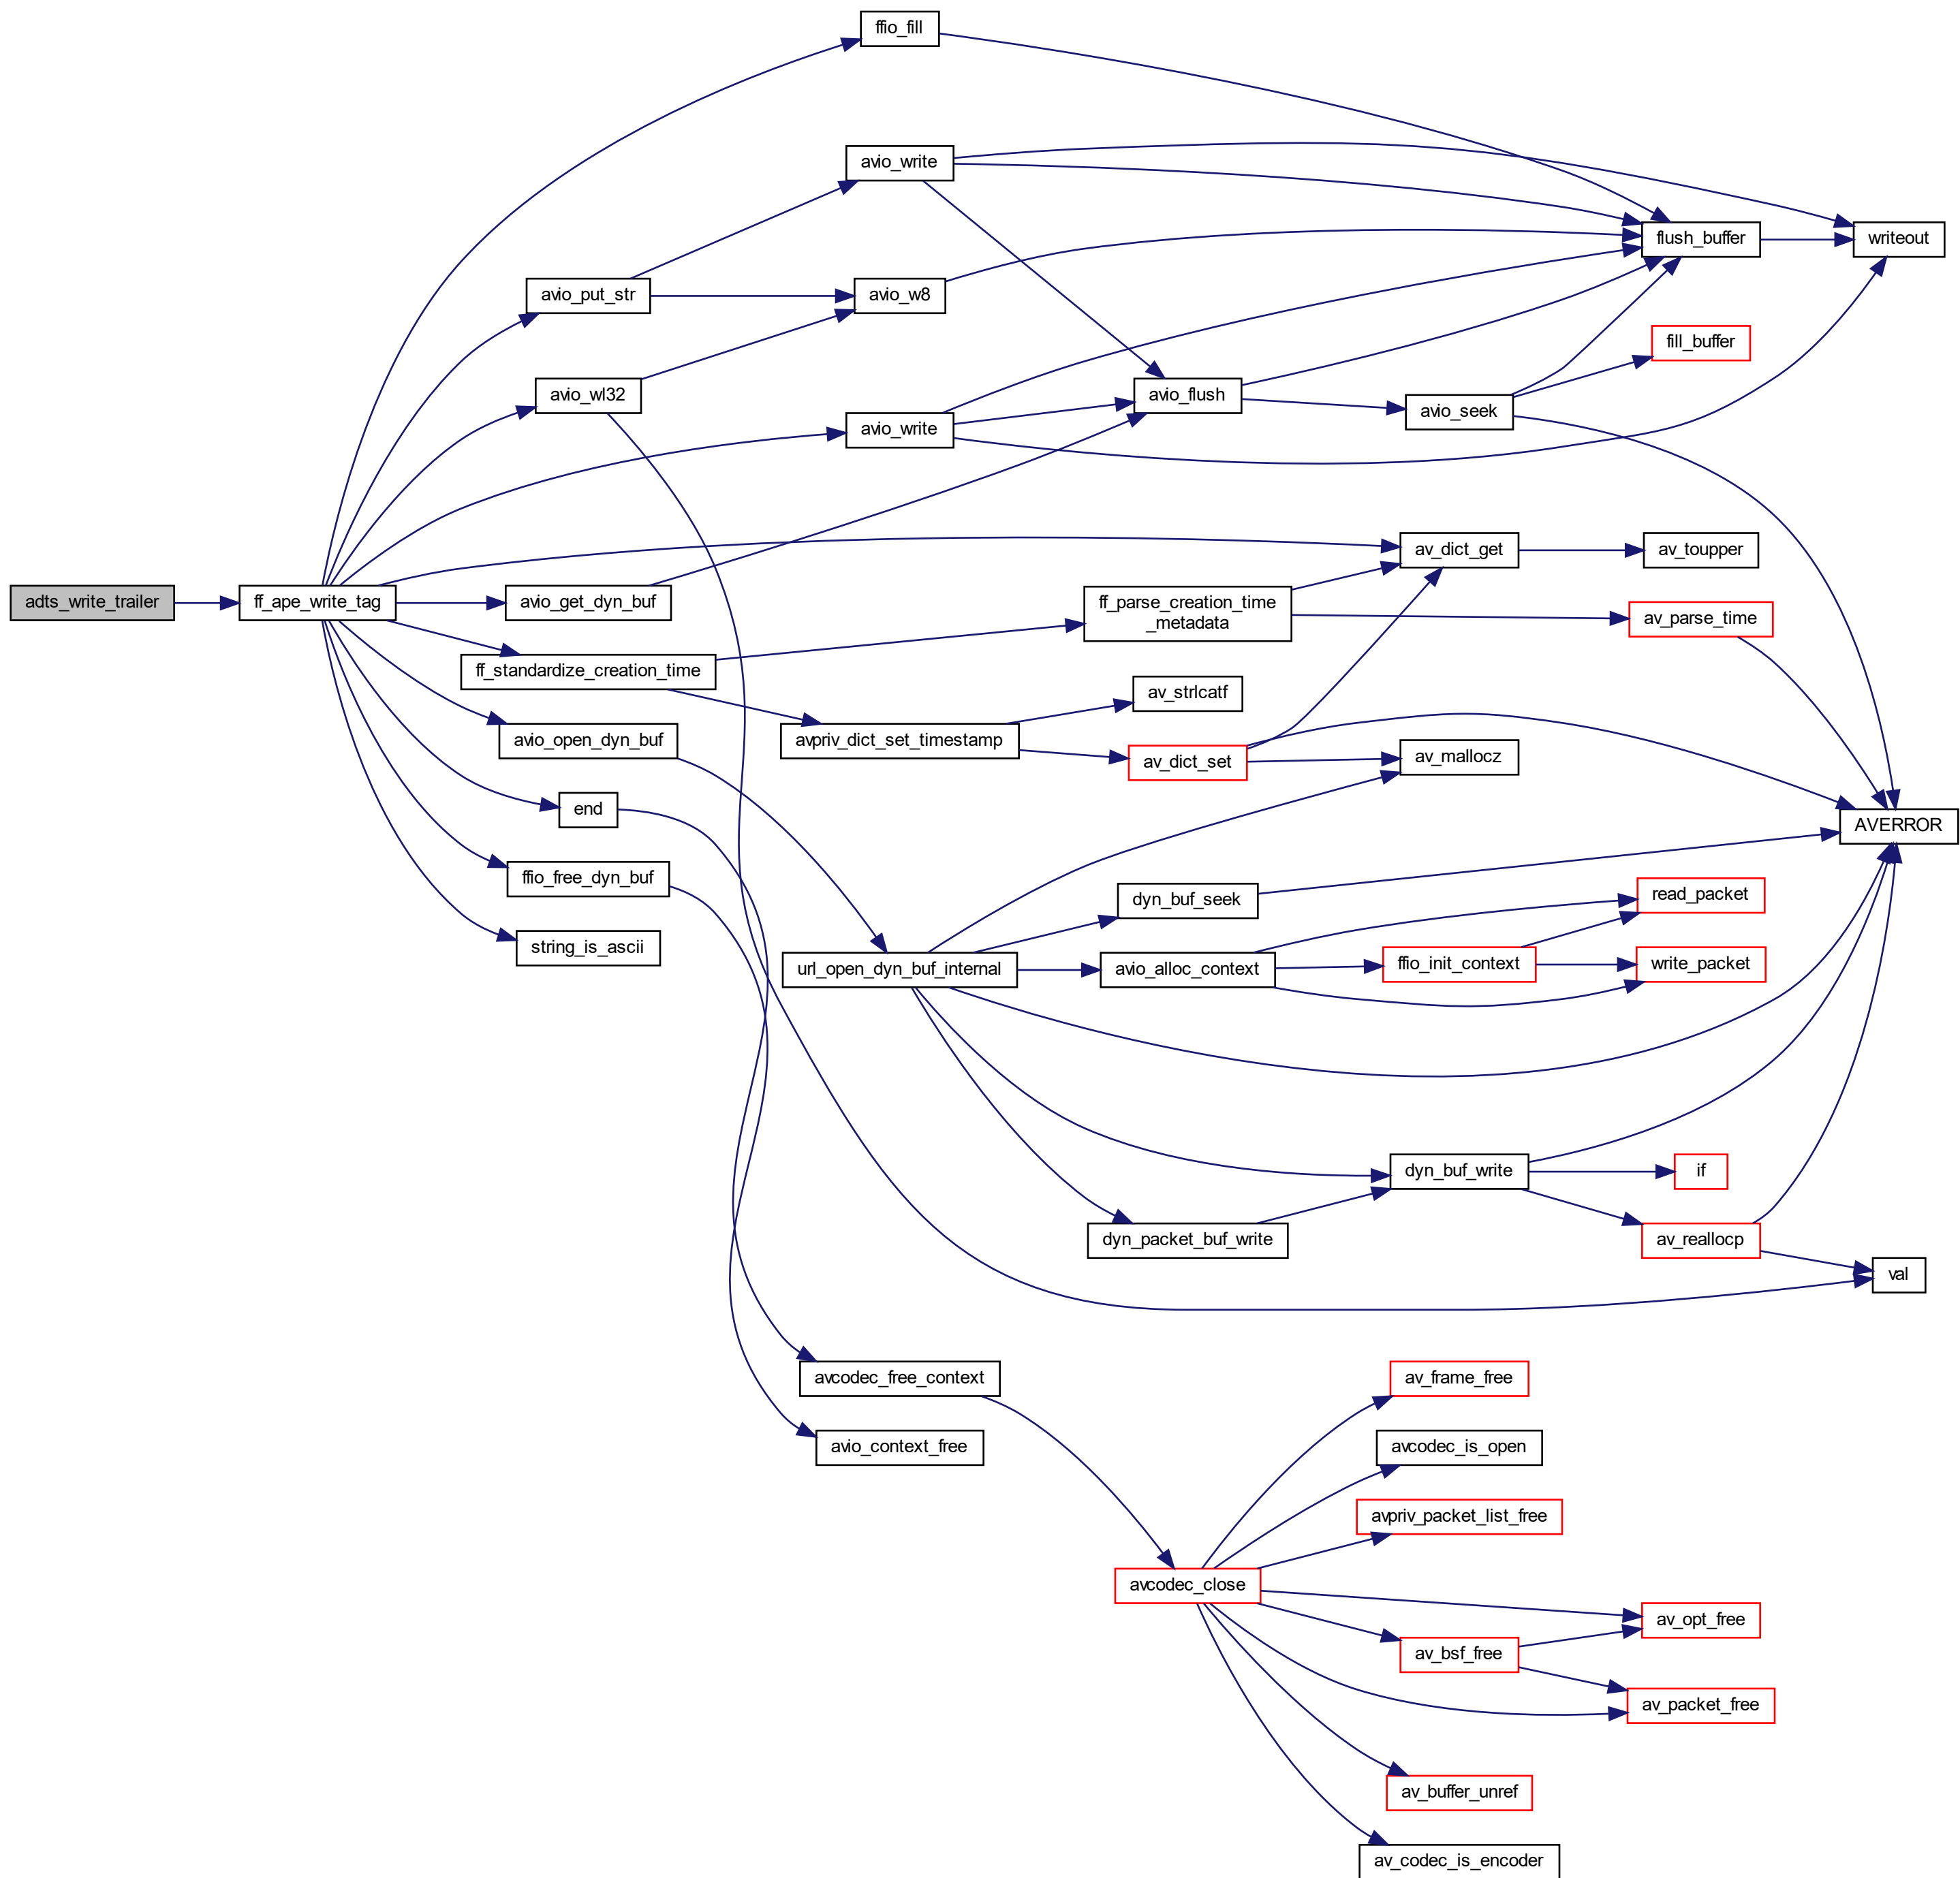 ffio_fill
avio_write
flush_buffer
writeout
avio_put_str
avio_w8
fill_buffer
avio_wl32
avio_flush
avio_seek
avio_write
av_dict_get
av_toupper
adts_write_trailer
ff_ape_write_tag
avio_get_dyn_buf
ff_parse_creation_time
_metadata
av_parse_time
ff_standardize_creation_time
av_strlcatf
avio_open_dyn_buf
avpriv_dict_set_timestamp
av_dict_set
av_mallocz
end
AVERROR
ffio_free_dyn_buf
dyn_buf_seek
read_packet
string_is_ascii
url_open_dyn_buf_internal
avio_alloc_context
ffio_init_context
write_packet
dyn_buf_write
if
dyn_packet_buf_write
av_reallocp
val
avcodec_free_context
av_frame_free
avio_context_free
avcodec_is_open
avpriv_packet_list_free
avcodec_close
av_opt_free
av_bsf_free
av_packet_free
av_buffer_unref
av_codec_is_encoder